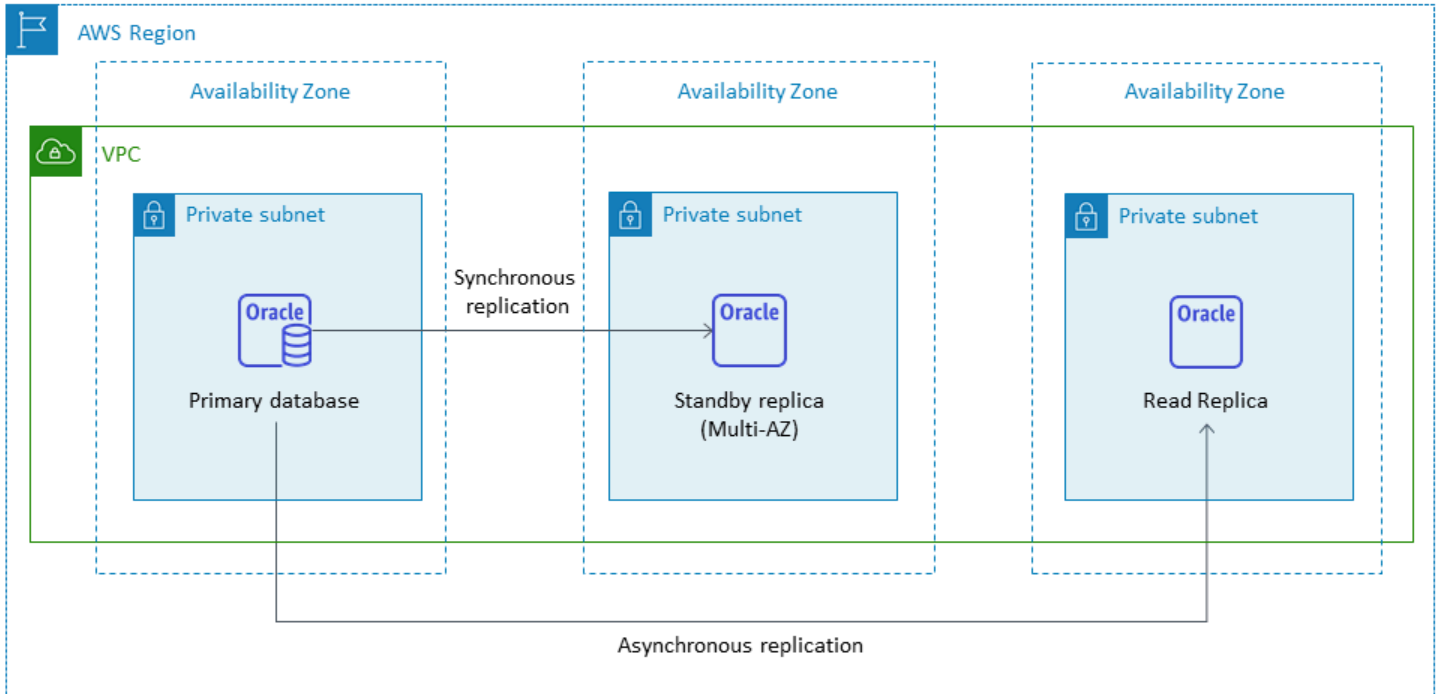 AWS Region
Availability Zone
Availability Zone
Availability Zone
VPC
Private subnet
Private subnet
Private subnet
Synchronous
replication
Oracle
Oracle
Oracle
Primary database
Standby replica
(Multi-AZ)
Read Replica
Asynchronous replication